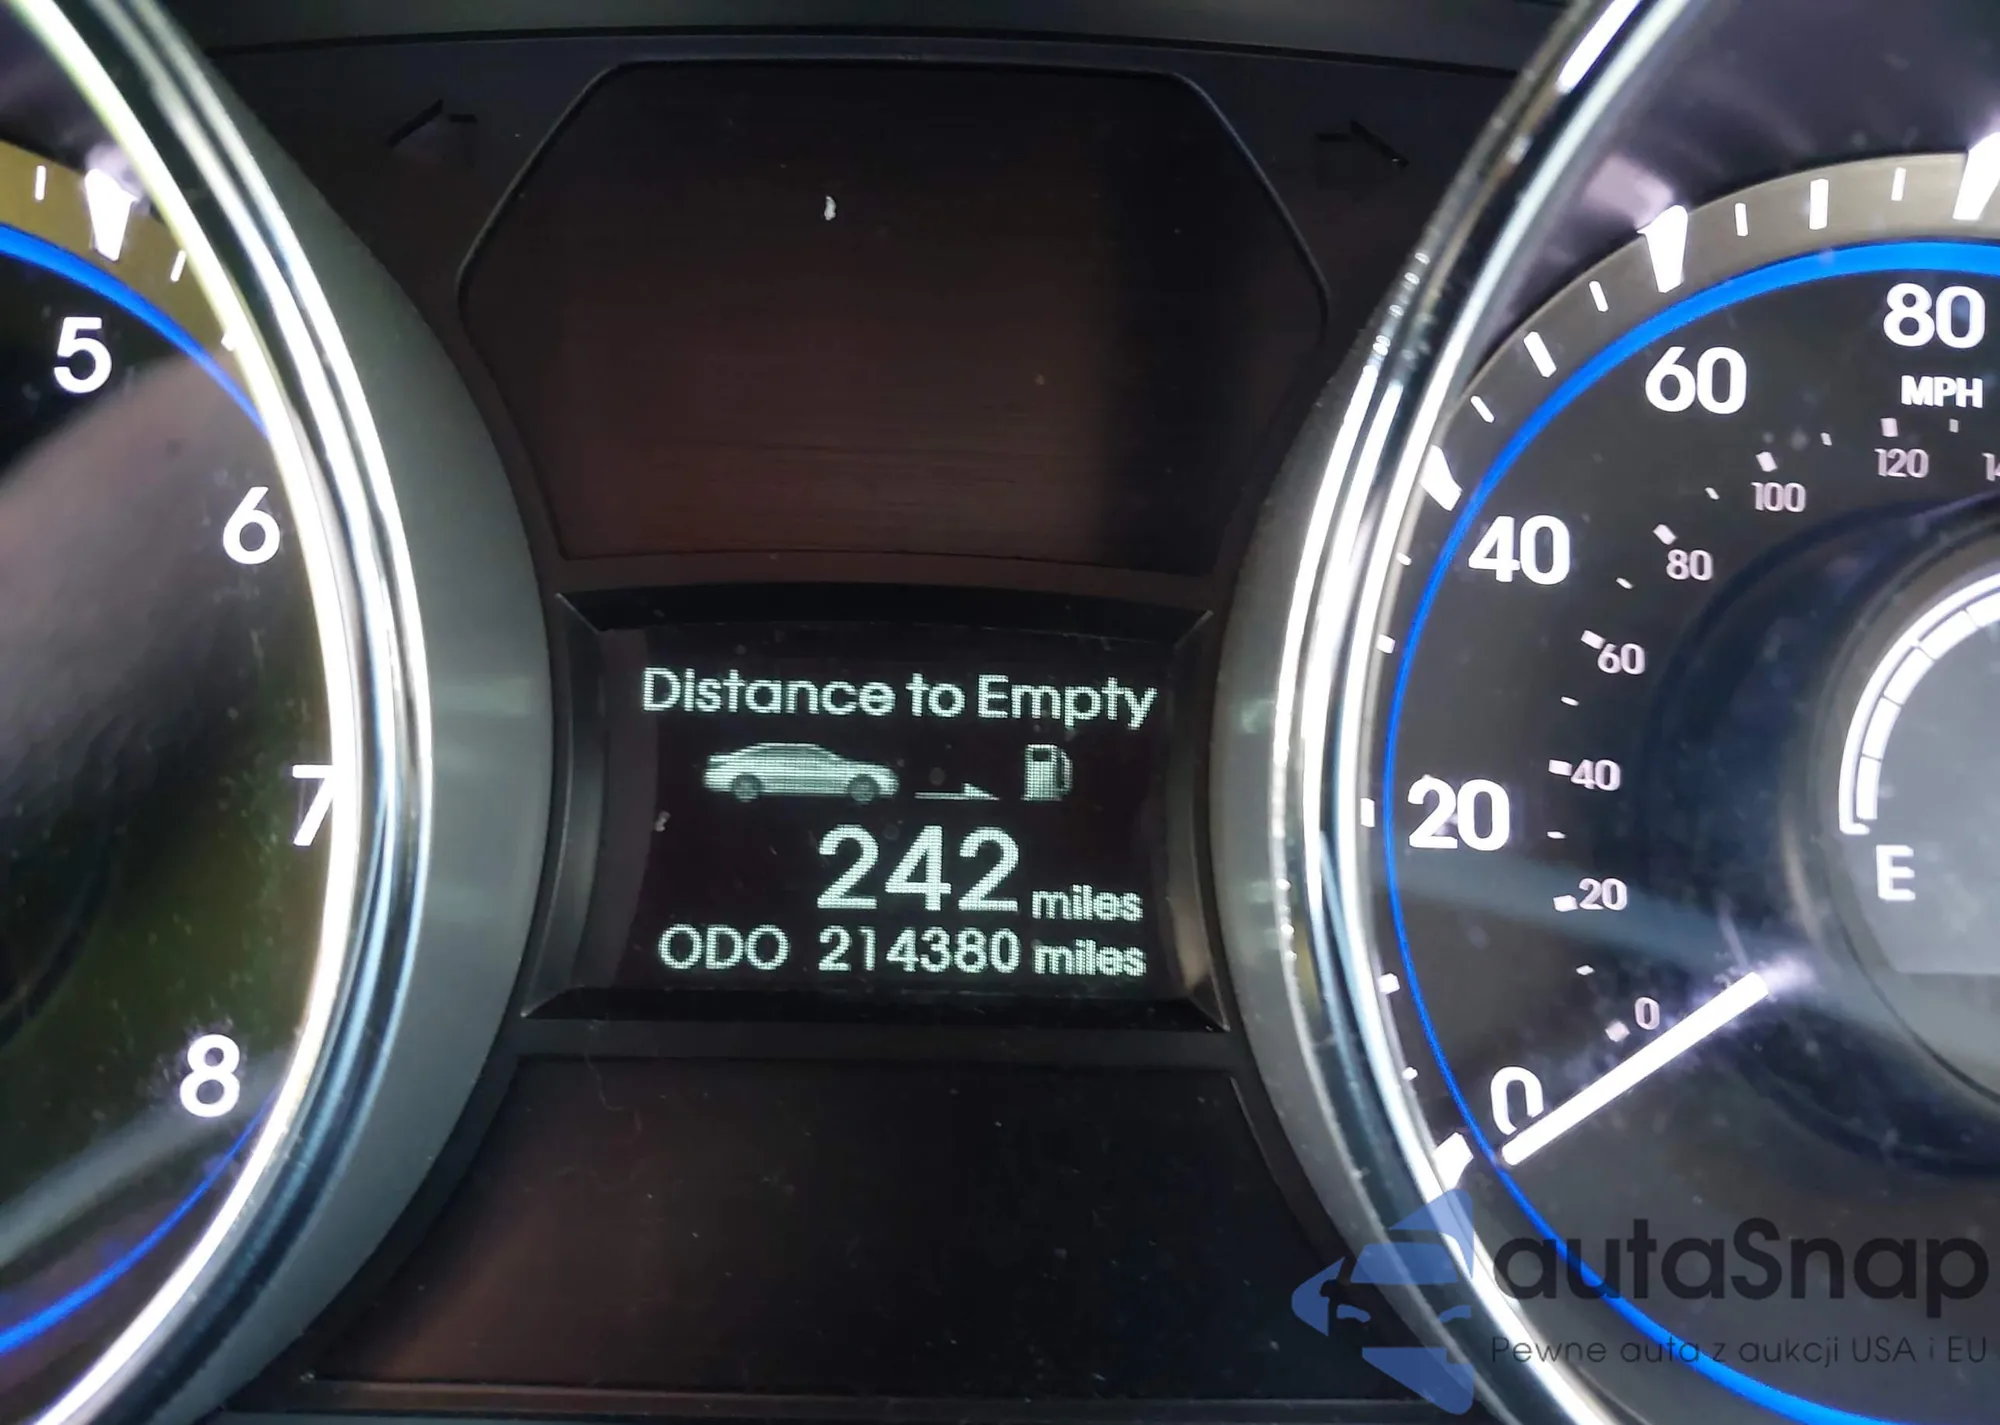 5
6
7
8
Distance to Empty
242 miles
ODO 214380 miles
80
MPH
60
40
20
0
120
100
80
60
40
20
0
E
autaSnap
Pewne auta z aukcji USA i EU